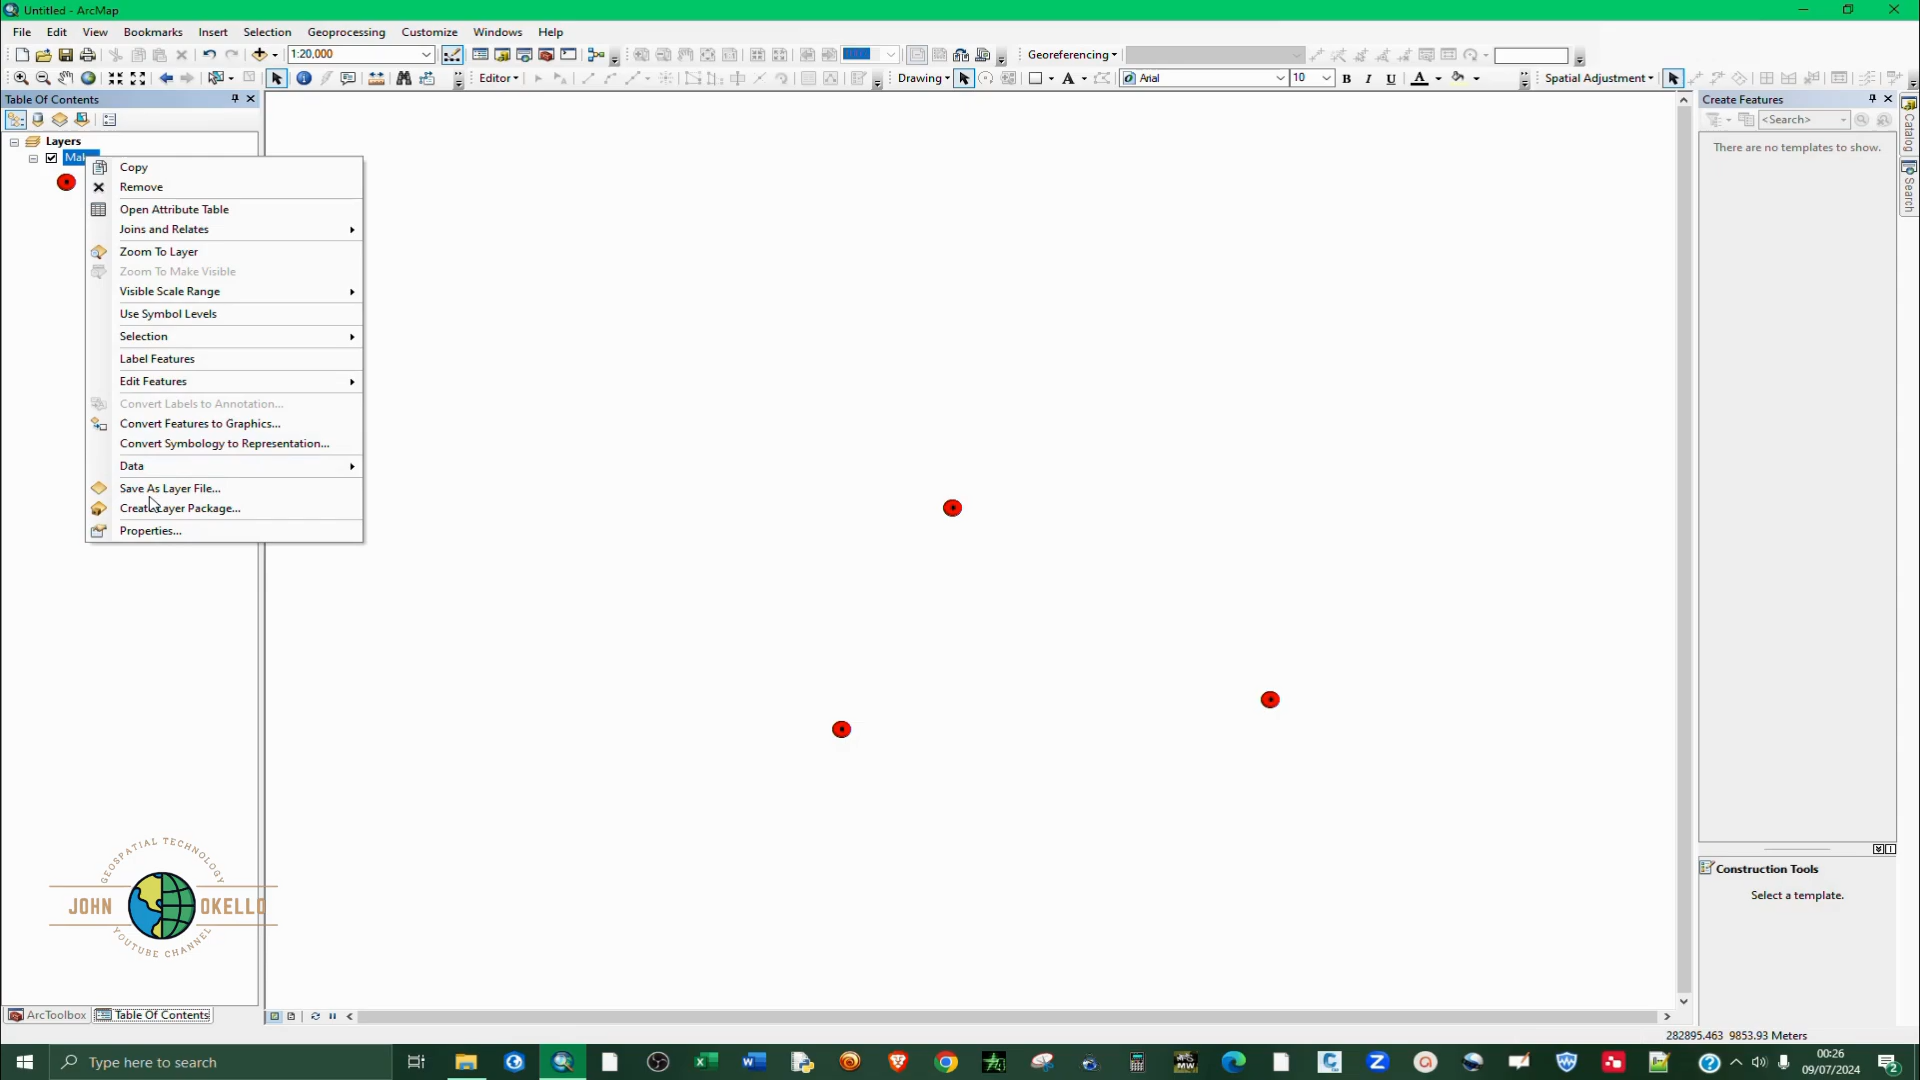 Untitled - ArcMap
File Edit View Bookmarks Insert Selection Geoprocessing Customize Windows Help
1:20,000 Georeferencing
Editor Drawing Arial 10 B I U A Spatial Adjustment
Table Of Contents
Layers
Copy
Remove
Open Attribute Table
Joins and Relates
Zoom To Layer
Zoom To Make Visible
Visible Scale Range
Use Symbol Levels
Selection
Label Features
Edit Features
Convert Labels to Annotation...
Convert Features to Graphics...
Convert Symbology to Representation...
Data
Save As Layer File...
Create Layer Package...
Properties...
Create Features
<Search>
There are no templates to show.
Catalog
Search
Construction Tools
Select a template.
GEOSPATIAL TECHNOLOGY
JOHN OKELLO
YOUTUBE CHANNEL
ArcToolbox Table Of Contents
282895.463 9853.93 Meters
Type here to search
00:26
09/07/2024
2